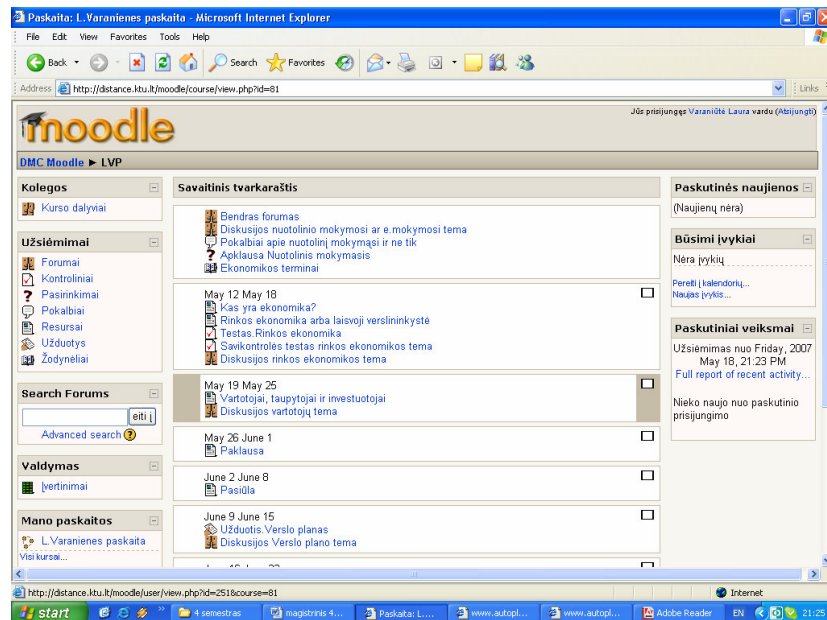 Paskaita: L.Varanienes paskaita - Microsoft Internet Explorer
File Edit View Favorites Tools Help
Back Search Favorites
Address http://distance.ktu.lt/moodle/course/view.php?id=81 Links
moodle
Jūs prisijungęs Varaniūtė Laura vardu (Atsijungti)
DMC Moodle ► LVP
Kolegos
Kurso dalyviai
Užsiėmimai
Forumai
Kontroliniai
Pasirinkimai
Pokalbiai
Resursai
Užduotys
Žodynėliai
Search Forums
eiti į
Advanced search ?
Valdymas
Įvertinimai
Mano paskaitos
L.Varanienes paskaita
Visi kursai...
Savaitinis tvarkaraštis
Bendras forumas
Diskusijos nuotolinio mokymosi ar e.mokymosi tema
Pokalbiai apie nuotolinį mokymąsi ir ne tik
Apklausa Nuotolinis mokymasis
Ekonomikos terminai
May 12 May 18
Kas yra ekonomika?
Rinkos ekonomika arba laisvoji verslininkystė
Testas.Rinkos ekonomika
Savikontrolės testas rinkos ekonomikos tema
Diskusijos rinkos ekonomikos tema
May 19 May 25
Vartotojai, taupytojai ir investuotojai
Diskusijos vartotojų tema
May 26 June 1
Paklausa
June 2 June 8
Pasiūla
June 9 June 15
Užduotis.Verslo planas
Diskusijos Verslo plano tema
Paskutinės naujienos
(Naujienų nėra)
Būsimi įvykiai
Nėra įvykių
Pereiti į kalendorių...
Naujas įvykis...
Paskutiniai veiksmai
Užsiėmimas nuo Friday, 2007
May 18, 21:23 PM
Full report of recent activity...
Nieko naujo nuo paskutinio
prisijungimo
http://distance.ktu.lt/moodle/user/view.php?id=251&course=81 Internet
start 4 semestras magistrinis 4... Paskaita: L.... www.autopl... www.autopl... Adobe Reader EN 21:25